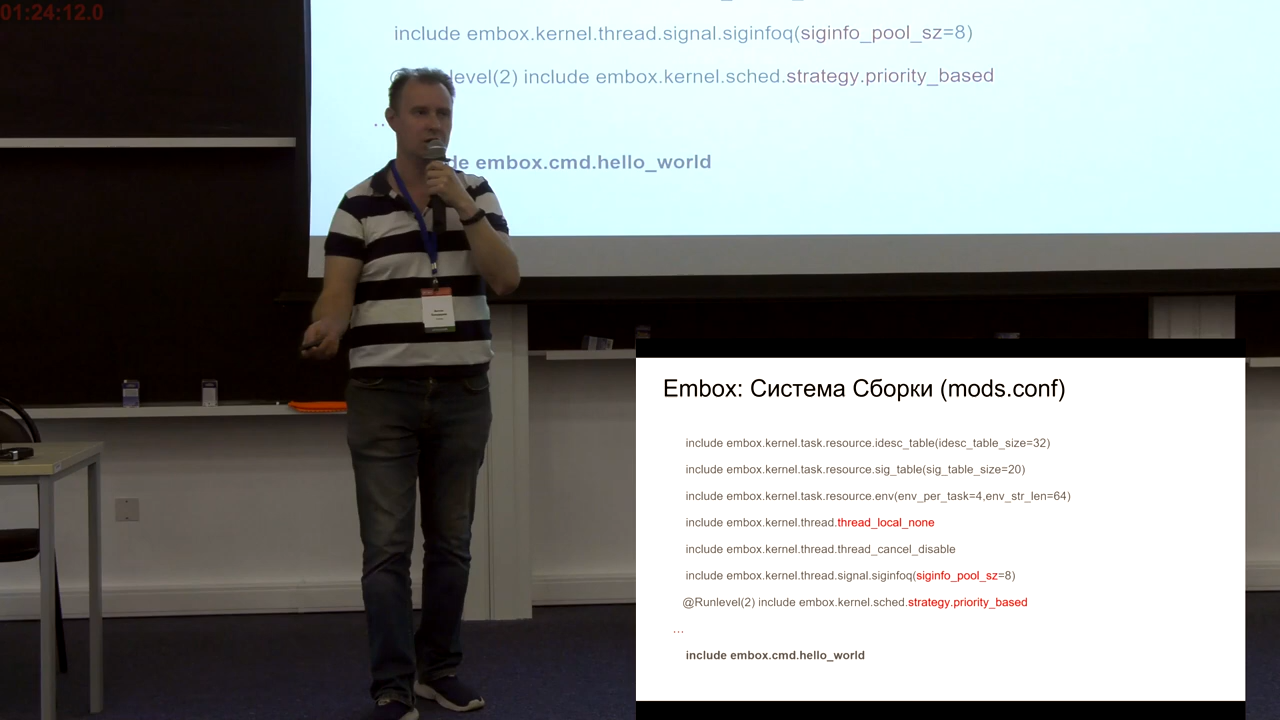 01:24:12.0
include embox.kernel.thread.signal.siginfoq(siginfo_pool_sz=8)
level(2) include embox.kernel.sched.strategy.priority_based
..
de embox.cmd.hello_world
Embox: Система Сборки (mods.conf)
include embox.kernel.task.resource.idesc_table(idesc_table_size=32)
include embox.kernel.task.resource.sig_table(sig_table_size=20)
include embox.kernel.task.resource.env(env_per_task=4,env_str_len=64)
include embox.kernel.thread.thread_local_none
include embox.kernel.thread.thread_cancel_disable
include embox.kernel.thread.signal.siginfoq(siginfo_pool_sz=8)
@Runlevel(2) include embox.kernel.sched.strategy.priority_based
...
include embox.cmd.hello_world